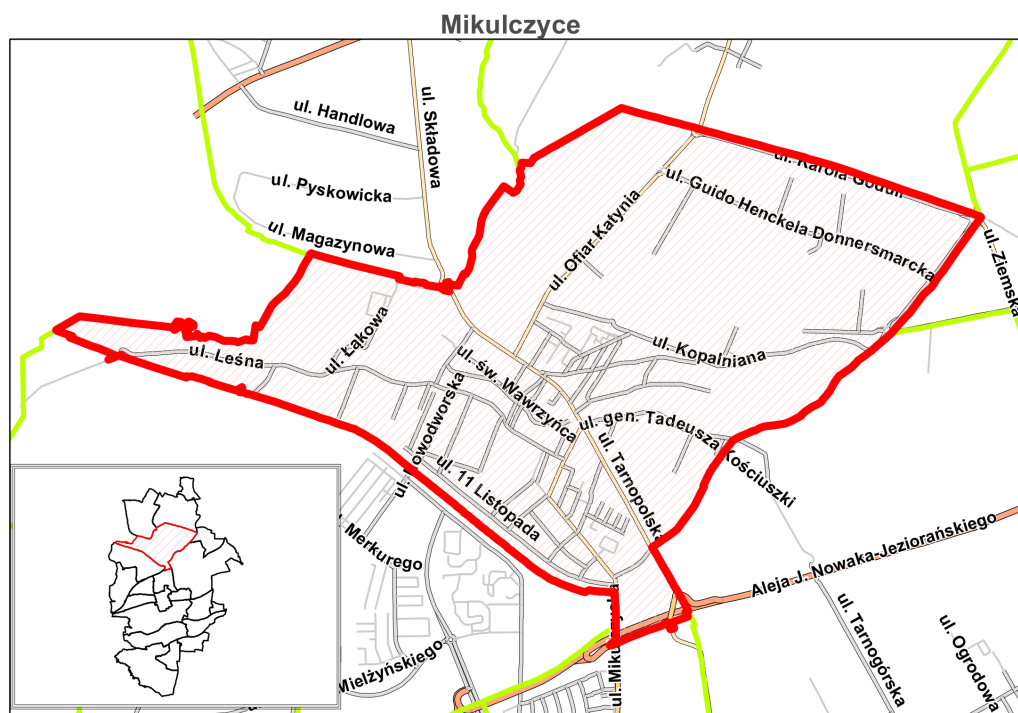 Mikulczyce
ul. Handlowa
ul. Składowa
ul. Pyskowicka
ul. Magazynowa
ul. Karola Goduli
ul. Guido Henckela Donnersmarcka
ul. Ofiar Katynia
ul. Ziemska
ul. Łąkowa
ul. Leśna
ul. Kopalniana
ul. św. Wawrzyńca
ul. Nowodworska
ul. gen. Tadeusza Kościuszki
ul. Tarnopolska
ul. 11 Listopada
Merkurego
Aleja J. Nowaka-Jeziorańskiego
Mielżyńskiego
ul. Tarnogórska
ul. Ogrodowa